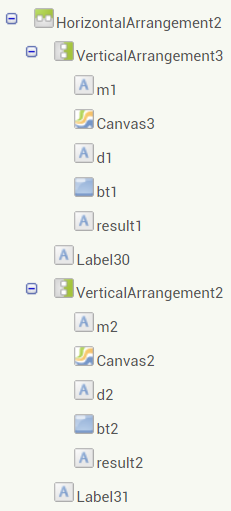 HorizontalArrangement2
VerticalArrangement3
m1
Canvas3
d1
bt1
result1
Label30
VerticalArrangement2
m2
Canvas2
d2
bt2
result2
Label31